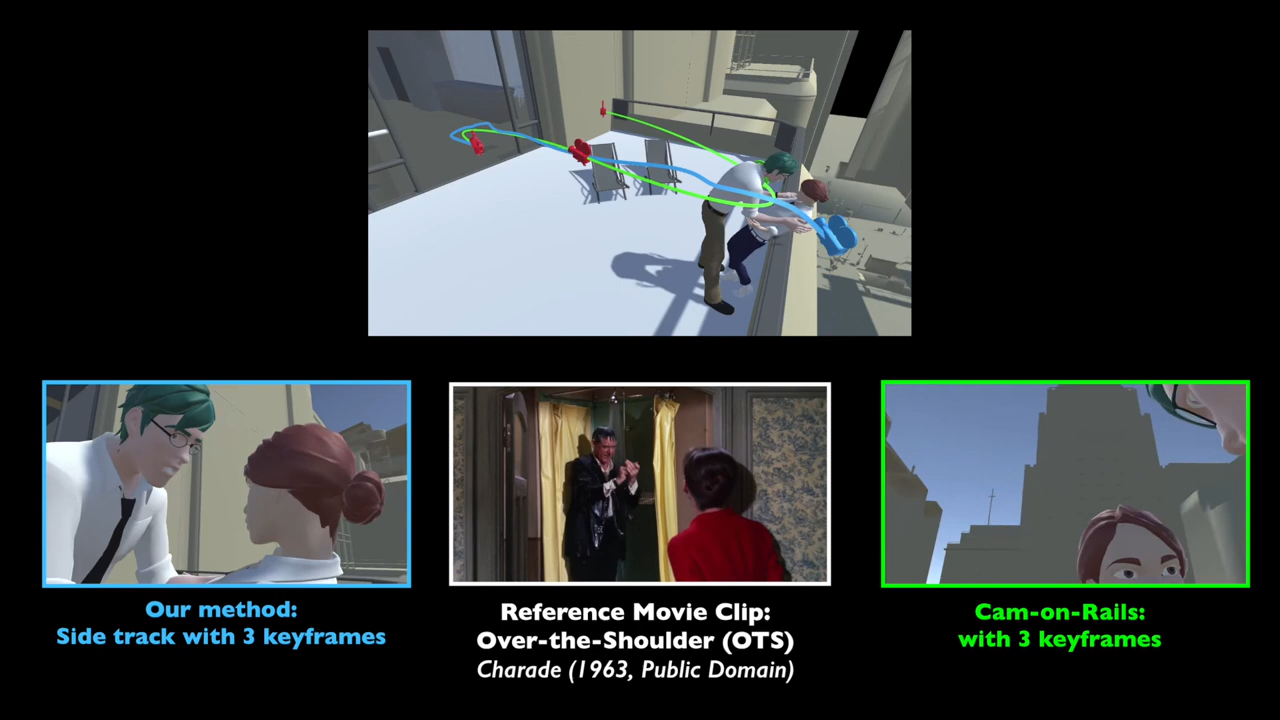 Our method:
Side track with 3 keyframes
Reference Movie Clip:
Over-the-Shoulder (OTS)
Charade (1963, Public Domain)
Cam-on-Rails:
with 3 keyframes